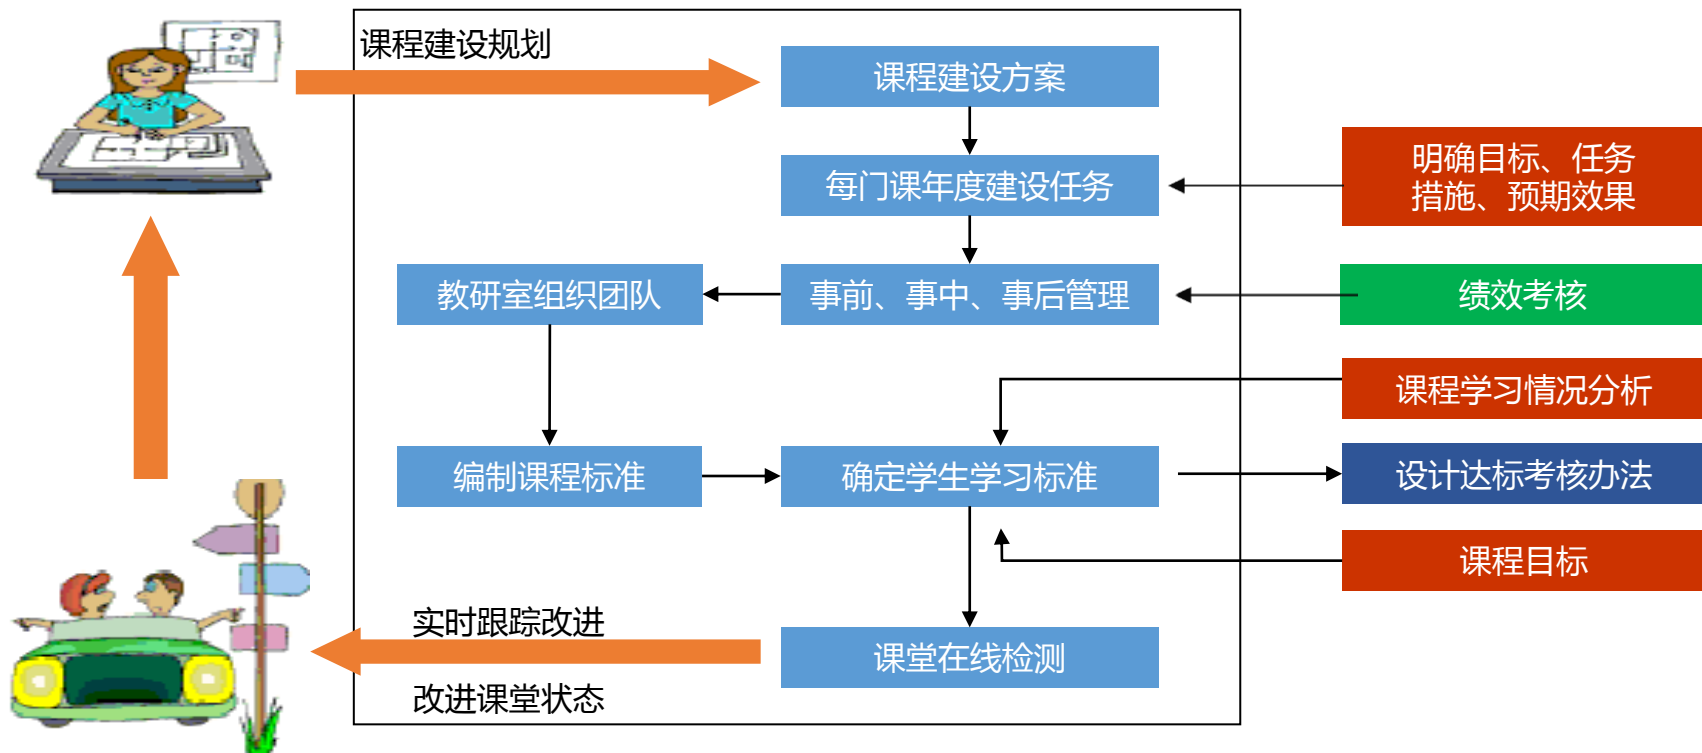 课程建设规划
课程建设方案
每门课年度建设任务
明确目标、任务
措施、预期效果
教研室组织团队
事前、事中、事后管理
绩效考核
课程学习情况分析
编制课程标准
确定学生学习标准
设计达标考核办法
课程目标
实时跟踪改进
课堂在线检测
改进课堂状态